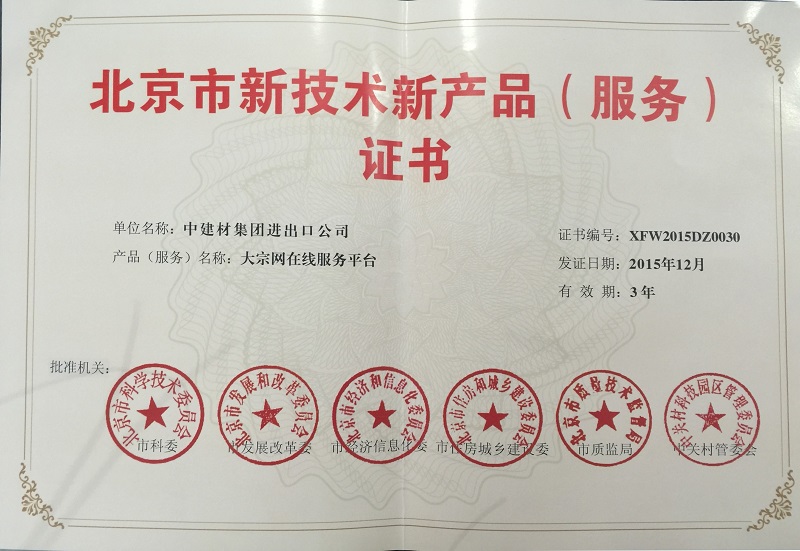 北京市新技术新产品（服务）
证书
单位名称：中建材集团进出口公司
产品（服务）名称：大宗网在线服务平台
证书编号：XFW2015DZ0030
发证日期：2015年12月
有 效 期：3年
批准机关：
北京市科学技术委员会
市科委
北京市发展和改革委员会
市发展改革委
北京市经济和信息化委员会
市经济信息化委
北京市住房和城乡建设委员会
市住房城乡建设委
北京市质量技术监督局
市质监局
中关村科技园区管理委员会
中关村管委会